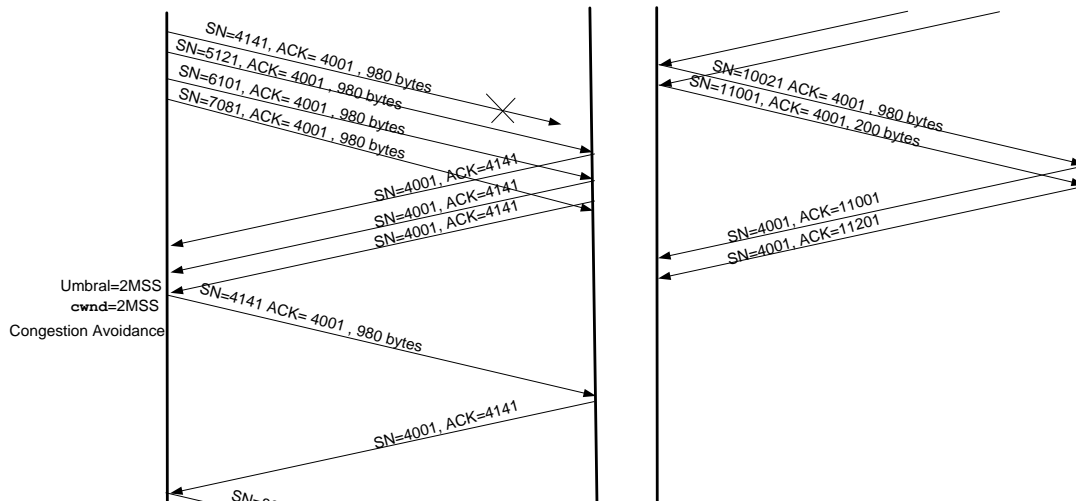 SN=4141, ACK= 4001 , 980 bytes
SN=5121, ACK= 4001 , 980 bytes
SN=6101, ACK= 4001 , 980 bytes
SN=7081, ACK= 4001 , 980 bytes
SN=4001, ACK=4141
SN=4001, ACK=4141
SN=4001, ACK=4141
Umbral=2MSS
cwnd=2MSS
Congestion Avoidance
SN=4141 ACK= 4001 , 980 bytes
SN=4001, ACK=4141
SN=10021 ACK= 4001, 980 bytes
SN=11001, ACK= 4001, 200 bytes
SN=4001, ACK=11001
SN=4001, ACK=11201